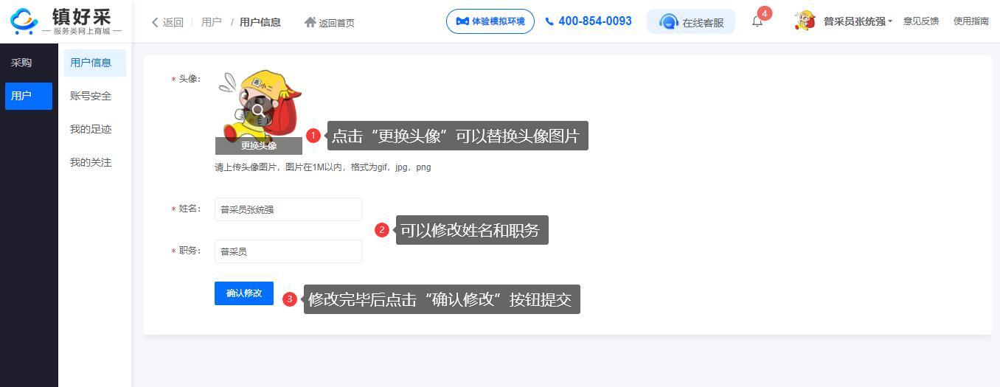 镇好采
服务类网上商城
返回
用户 / 用户信息
返回首页
体验模拟环境
400-854-0093
在线客服
4
普采员张统强
意见反馈
使用指南
采购
用户
用户信息
账号安全
我的足迹
我的关注
* 头像：
小二
更换头像
1 点击“更换头像”可以替换头像图片
请上传头像图片，图片在1M以内，格式为gif，jpg，png
* 姓名：
普采员张统强
2 可以修改姓名和职务
* 职务：
普采员
确认修改
3 修改完毕后点击“确认修改”按钮提交